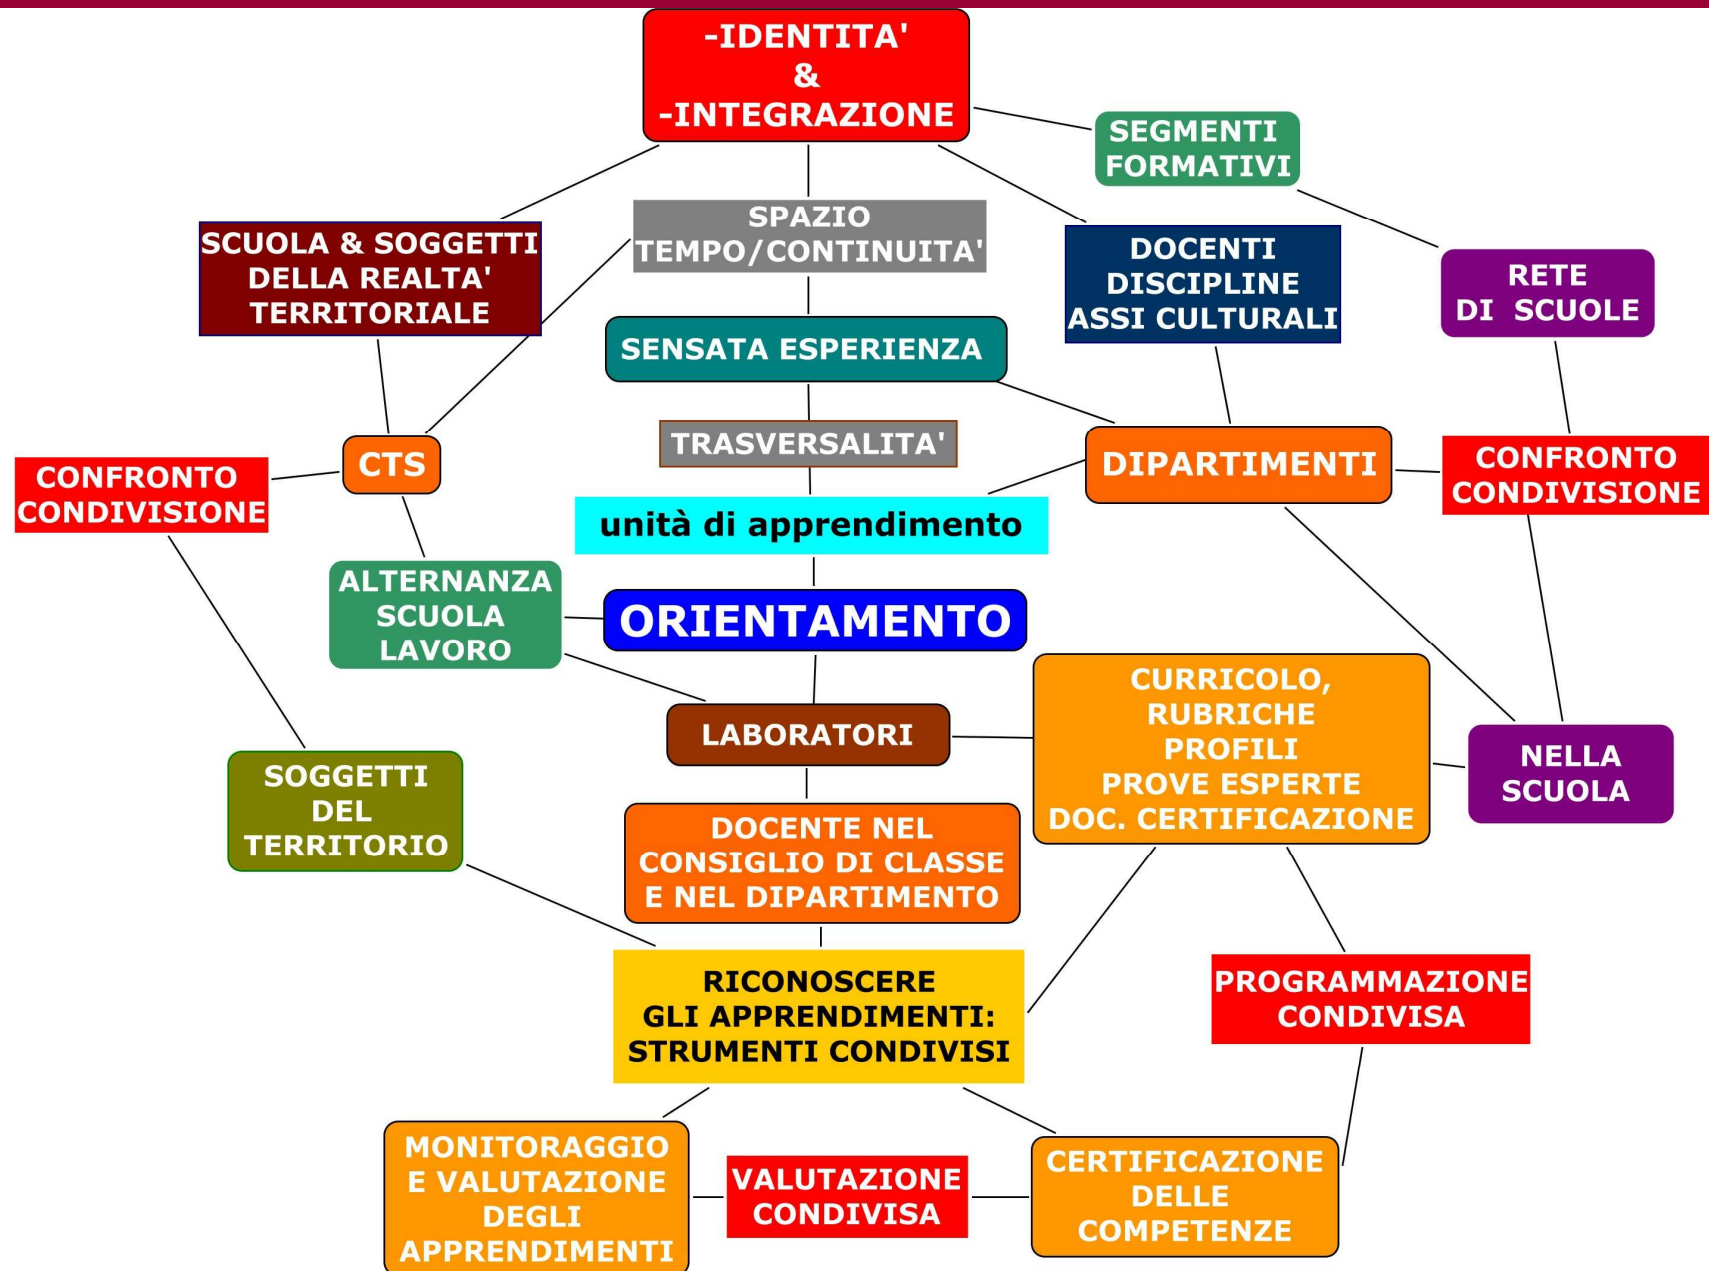 -IDENTITA'
&
-INTEGRAZIONE
SEGMENTI
FORMATIVI
SCUOLA & SOGGETTI
DELLA REALTA'
TERRITORIALE
SPAZIO
TEMPO/CONTINUITA'
DOCENTI
DISCIPLINE
ASSI CULTURALI
RETE
DI SCUOLE
SENSATA ESPERIENZA
TRASVERSALITA'
CONFRONTO
CONDIVISIONE
CTS
DIPARTIMENTI
CONFRONTO
CONDIVISIONE
unità di apprendimento
ALTERNANZA
SCUOLA
LAVORO
ORIENTAMENTO
LABORATORI
CURRICOLO,
RUBRICHE
PROFILI
PROVE ESPERTE
DOC. CERTIFICAZIONE
NELLA
SCUOLA
SOGGETTI
DEL
TERRITORIO
DOCENTE NEL
CONSIGLIO DI CLASSE
E NEL DIPARTIMENTO
RICONOSCERE
GLI APPRENDIMENTI:
STRUMENTI CONDIVISI
PROGRAMMAZIONE
CONDIVISA
MONITORAGGIO
E VALUTAZIONE
DEGLI
APPRENDIMENTI
VALUTAZIONE
CONDIVISA
CERTIFICAZIONE
DELLE
COMPETENZE